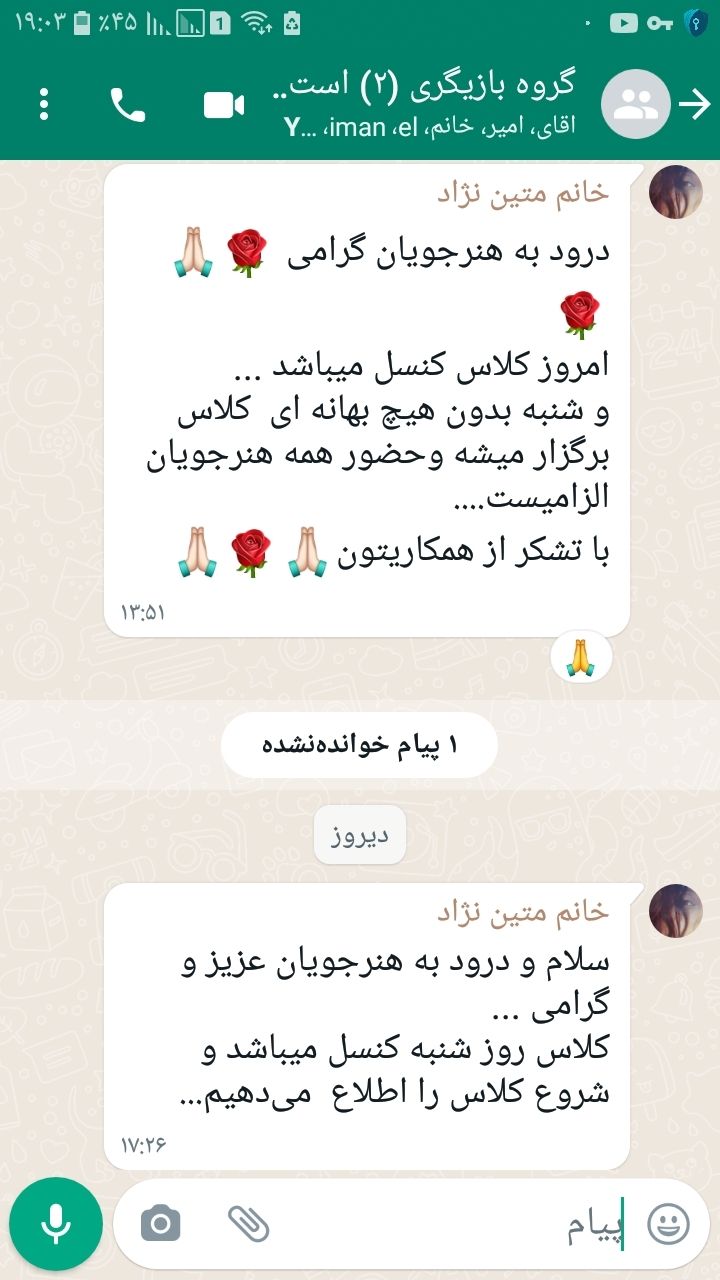 ۱۹:۰۳ ٪۴۵ 1
گروه بازیگری (۲) است..
اقای، امیر، خانم، el، iman، Y...
خانم متین نژاد
درود به هنرجویان گرامی 🌹🙏🏻
🌹
امروز کلاس کنسل میباشد ...
و شنبه بدون هیچ بهانه ای کلاس
برگزار میشه وحضور همه هنرجویان
الزامیست....
با تشکر از همکاریتون 🙏🏻🌹🙏🏻
۱۳:۵۱
🙏
۱ پیام خوانده‌نشده
دیروز
خانم متین نژاد
سلام و درود به هنرجویان عزیز و
گرامی ...
کلاس روز شنبه کنسل میباشد و
شروع کلاس را اطلاع می‌دهیم...
۱۷:۲۶
پیام